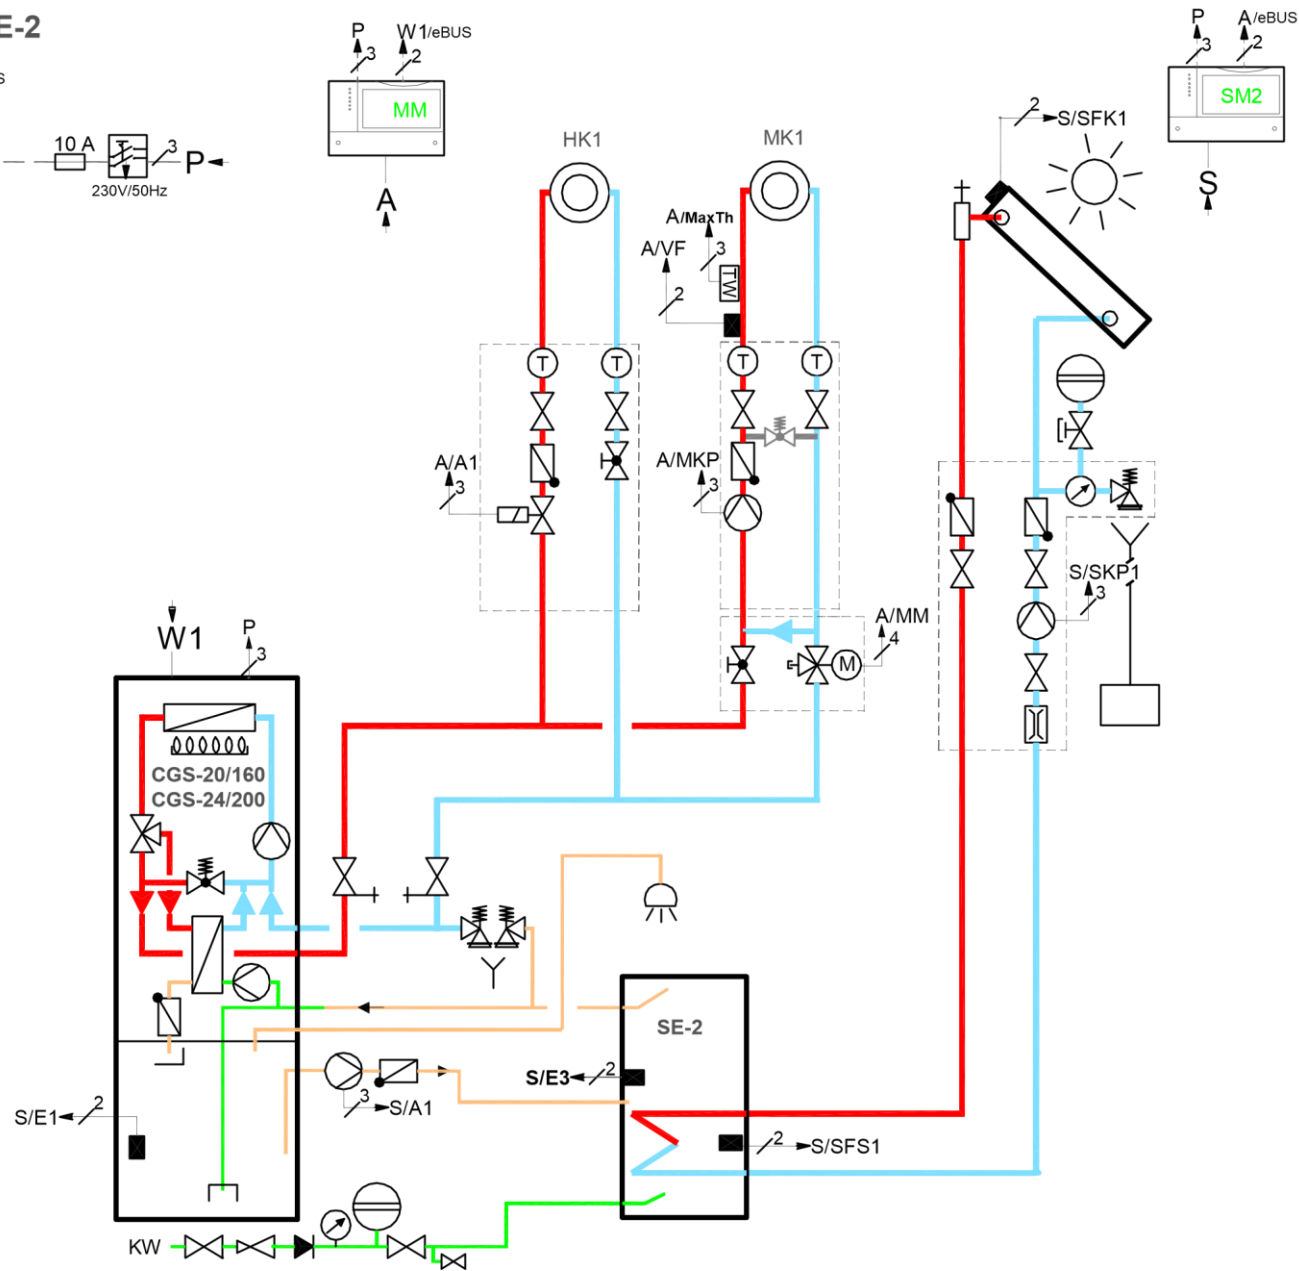 E-2
S
P
3
W1/eBUS
2
MM
A
P
3
A/eBUS
2
SM2
S
10 A
3
P
230V/50Hz
HK1
MK1
2
S/SFK1
A/MaxTh
3
A/VF
2
TW
T
T
T
T
A/A1
3
A/MKP
3
S/SKP1
3
A/MM
4
M
W1
P
3
CGS-20/160
CGS-24/200
SE-2
S/E3
2
S/E1
2
3
S/A1
2
S/SFS1
KW